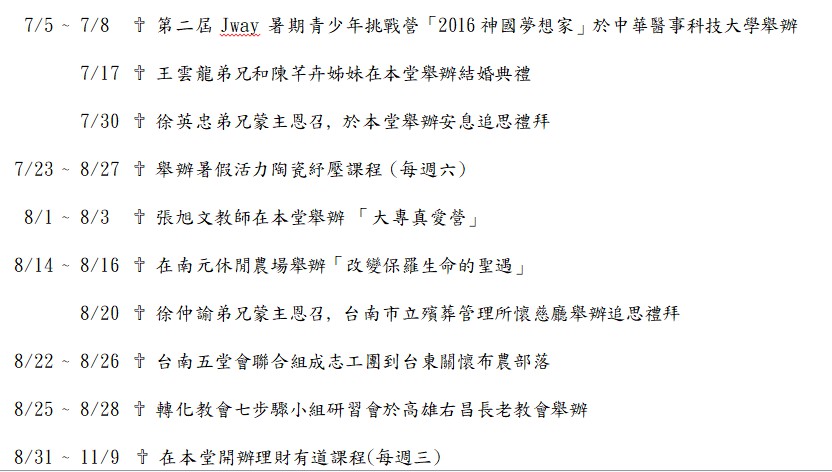 7/5 ~ 7/8 ✞ 第二屆 Jway 暑期青少年挑戰營「2016神國夢想家」於中華醫事科技大學舉辦
7/17 ✞ 王雲龍弟兄和陳芊卉姊妹在本堂舉辦結婚典禮
7/30 ✞ 徐英忠弟兄蒙主恩召, 於本堂舉辦安息追思禮拜
7/23 ~ 8/27 ✞ 舉辦暑假活力陶瓷紓壓課程 (每週六)
8/1 ~ 8/3 ✞ 張旭文教師在本堂舉辦 「大專真愛營」
8/14 ~ 8/16 ✞ 在南元休閒農場舉辦「改變保羅生命的聖遇」
8/20 ✞ 徐仲諭弟兄蒙主恩召, 台南市立殯葬管理所懷慈廳舉辦追思禮拜
8/22 ~ 8/26 ✞ 台南五堂會聯合組成志工團到台東關懷布農部落
8/25 ~ 8/28 ✞ 轉化教會七步驟小組研習會於高雄右昌長老教會舉辦
8/31 ~ 11/9 ✞ 在本堂開辦理財有道課程(每週三)